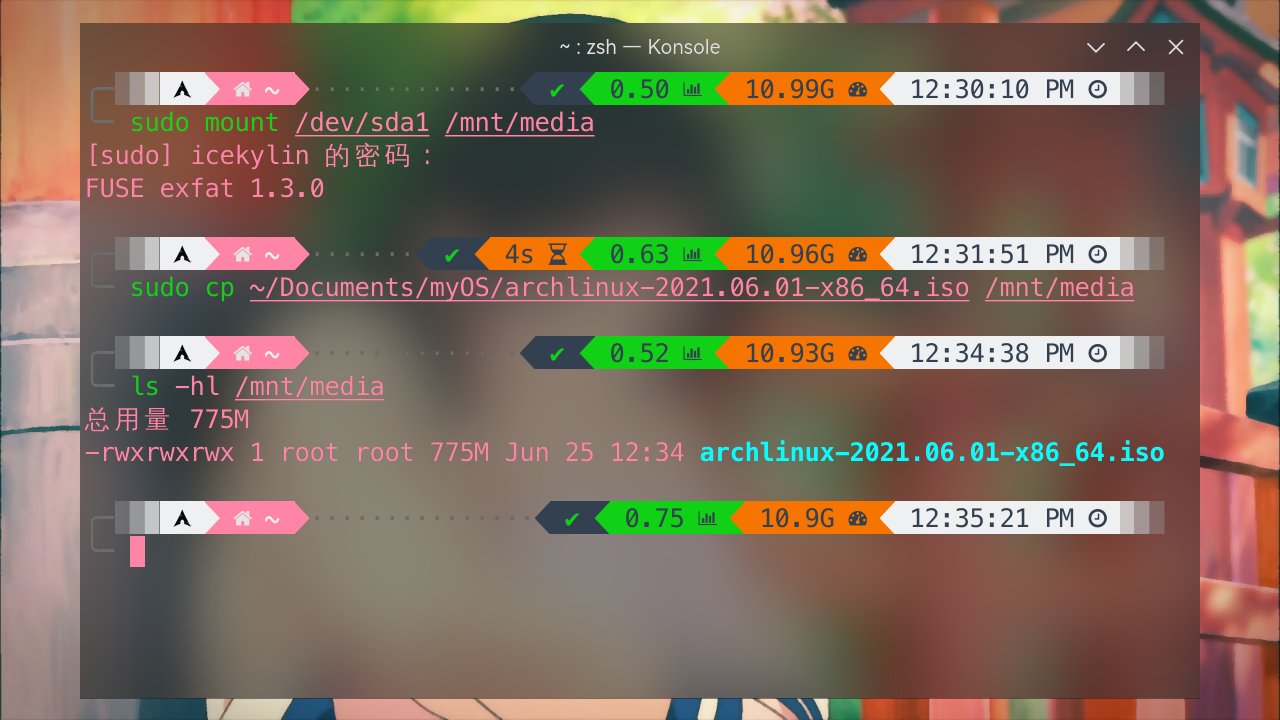 ~ : zsh — Konsole
~ ············· ✔ 0.50 10.99G 12:30:10 PM
sudo mount /dev/sda1 /mnt/media
[sudo] icekylin 的密码：
FUSE exfat 1.3.0
~ ······· ✔ 4s 0.63 10.96G 12:31:51 PM
sudo cp ~/Documents/myOS/archlinux-2021.06.01-x86_64.iso /mnt/media
~ ············· ✔ 0.52 10.93G 12:34:38 PM
ls -hl /mnt/media
总用量 775M
-rwxrwxrwx 1 root root 775M Jun 25 12:34 archlinux-2021.06.01-x86_64.iso
~ ··············· ✔ 0.75 10.9G 12:35:21 PM